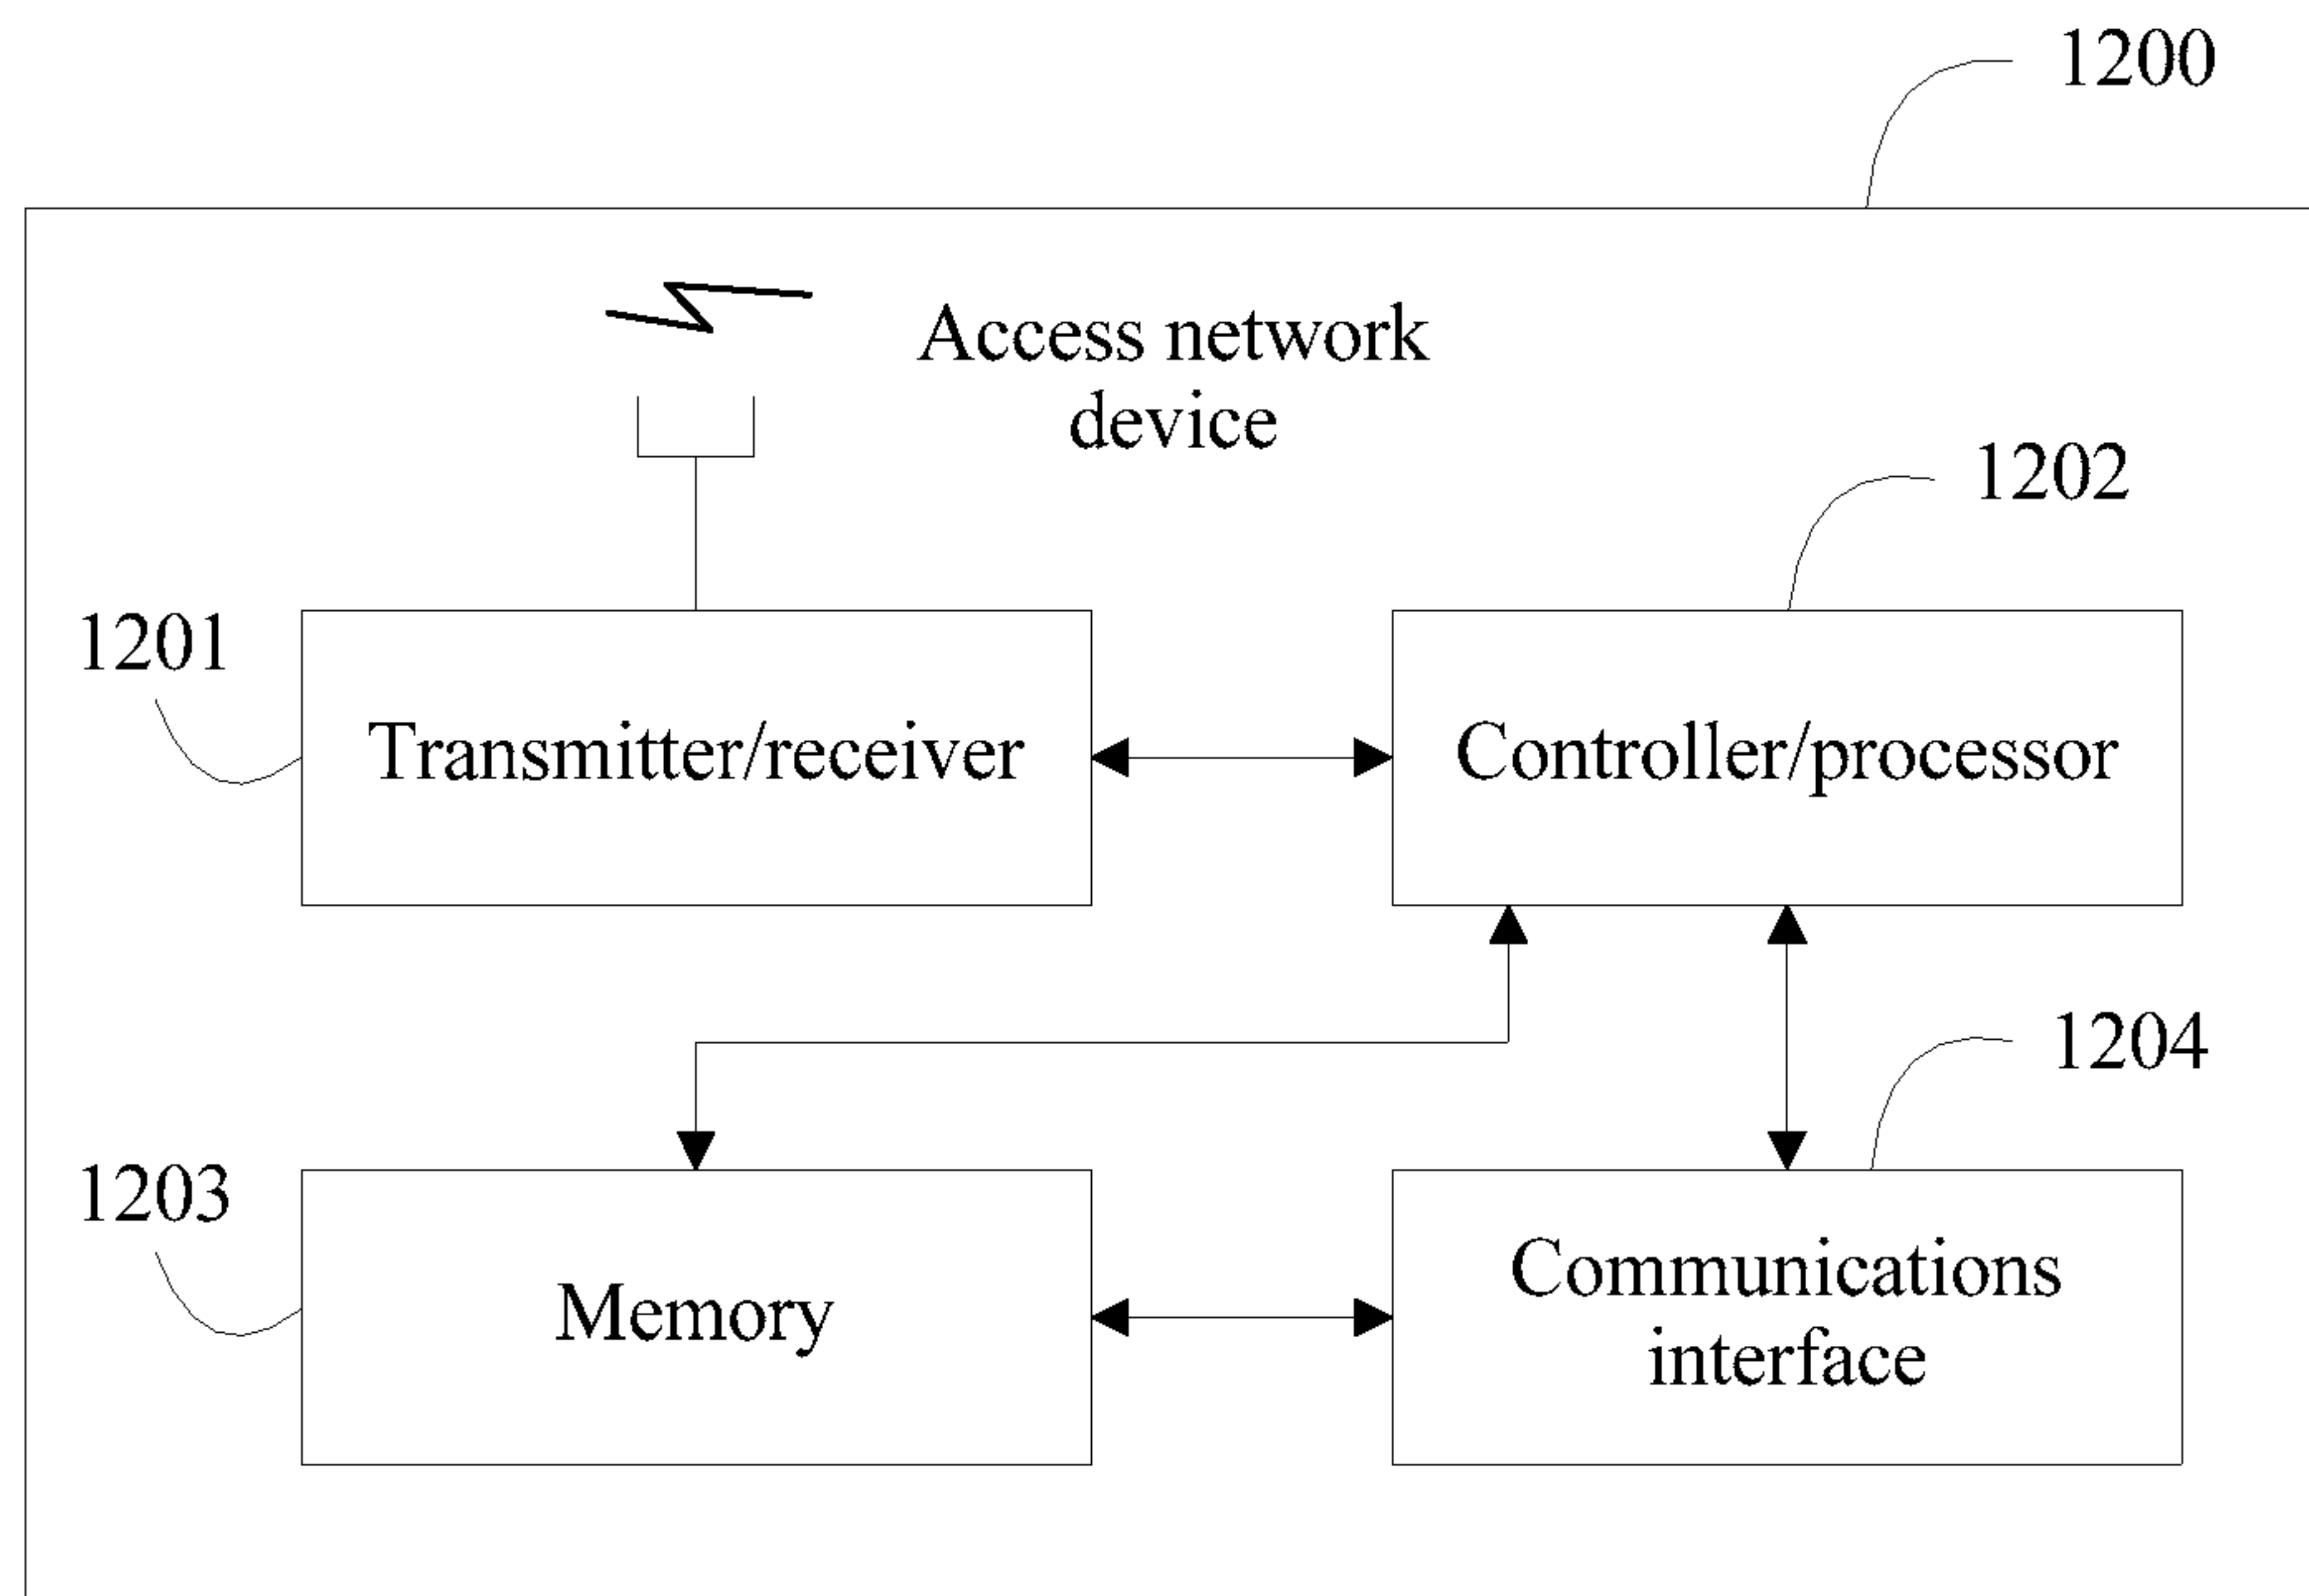 1200
Access network
device
1202
1201
Transmitter/receiver
Controller/processor
1204
1203
Memory
Communications
interface